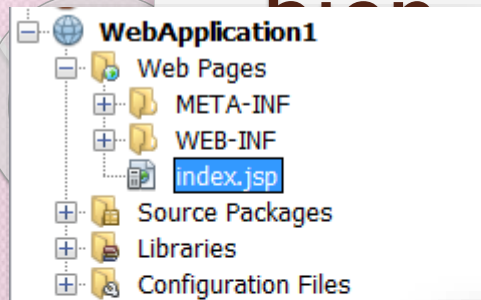 WebApplication1
Web Pages
META-INF
WEB-INF
index.jsp
Source Packages
Libraries
Configuration Files